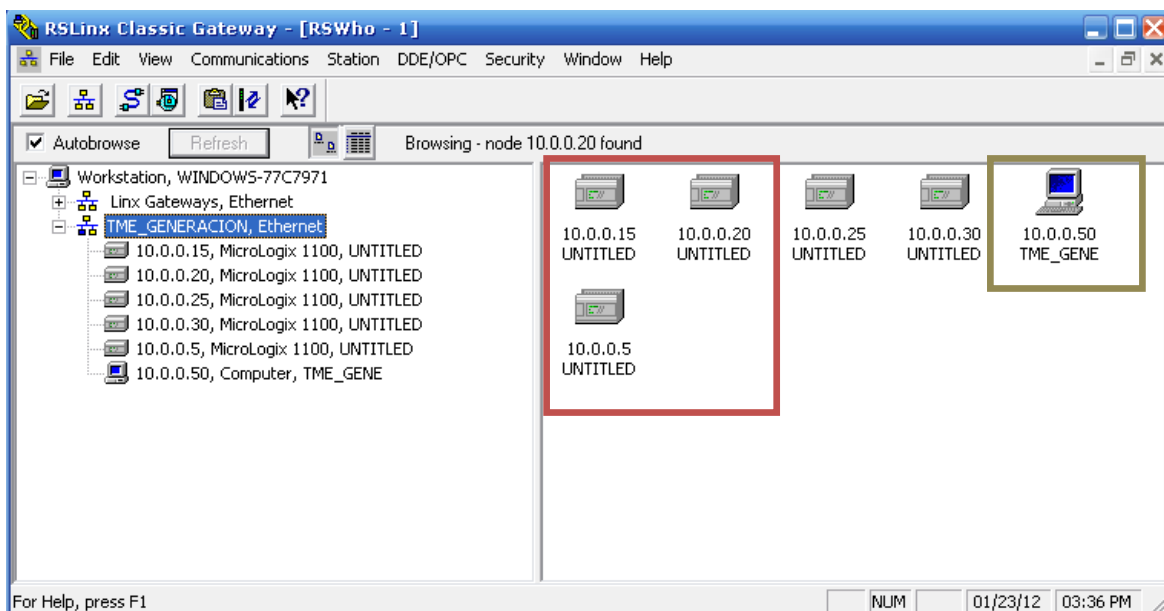 RSLinx Classic Gateway - [RSWho - 1]
File Edit View Communications Station DDE/OPC Security Window Help
Autobrowse Refresh Browsing - node 10.0.0.20 found
Workstation, WINDOWS-77C7971
Linx Gateways, Ethernet
TME_GENERACION, Ethernet
10.0.0.15, MicroLogix 1100, UNTITLED
10.0.0.20, MicroLogix 1100, UNTITLED
10.0.0.25, MicroLogix 1100, UNTITLED
10.0.0.30, MicroLogix 1100, UNTITLED
10.0.0.5, MicroLogix 1100, UNTITLED
10.0.0.50, Computer, TME_GENE
10.0.0.15 10.0.0.20 10.0.0.25 10.0.0.30 10.0.0.50
UNTITLED UNTITLED UNTITLED UNTITLED TME_GENE
10.0.0.5
UNTITLED
For Help, press F1 NUM 01/23/12 03:36 PM